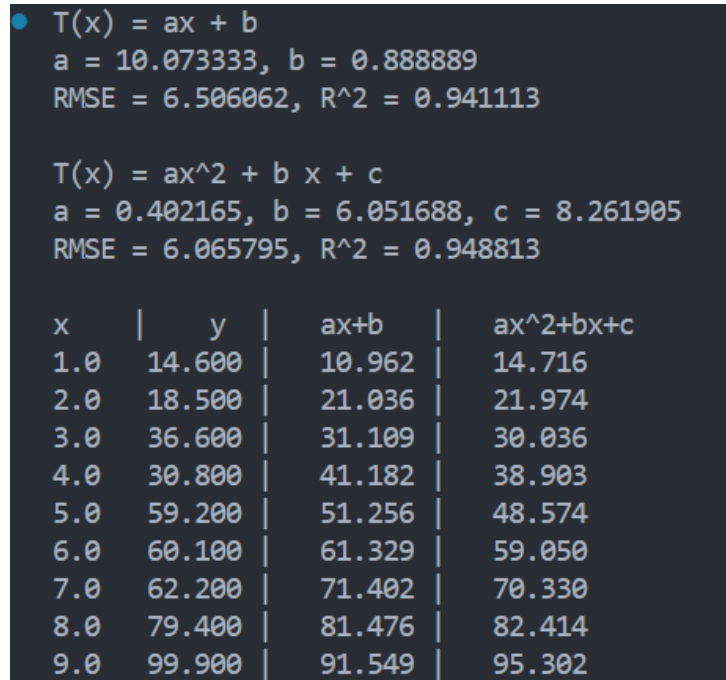 T(x) = ax + b
a = 10.073333, b = 0.888889
RMSE = 6.506062, R^2 = 0.941113
T(x) = ax^2 + b x + c
a = 0.402165, b = 6.051688, c = 8.261905
RMSE = 6.065795, R^2 = 0.948813
x | y | ax+b | ax^2+bx+c
1.0 14.600 | 10.962 | 14.716
2.0 18.500 | 21.036 | 21.974
3.0 36.600 | 31.109 | 30.036
4.0 30.800 | 41.182 | 38.903
5.0 59.200 | 51.256 | 48.574
6.0 60.100 | 61.329 | 59.050
7.0 62.200 | 71.402 | 70.330
8.0 79.400 | 81.476 | 82.414
9.0 99.900 | 91.549 | 95.302